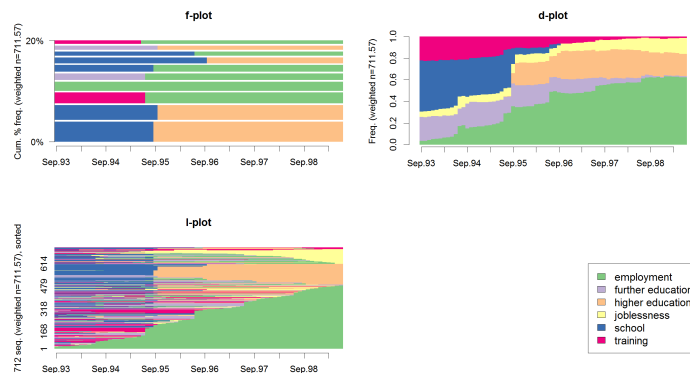 f-plot
Cum. % freq. (weighted n=711.57)
20%
0%
Sep.93 Sep.94 Sep.95 Sep.96 Sep.97 Sep.98
d-plot
Freq. (weighted n=711.57)
1.0
0.8
0.6
0.4
0.2
0.0
Sep.93 Sep.94 Sep.95 Sep.96 Sep.97 Sep.98
I-plot
712 seq. (weighted n=711.57), sorted
1 168 318 479 614
Sep.93 Sep.94 Sep.95 Sep.96 Sep.97 Sep.98
employment
further education
higher education
joblessness
school
training